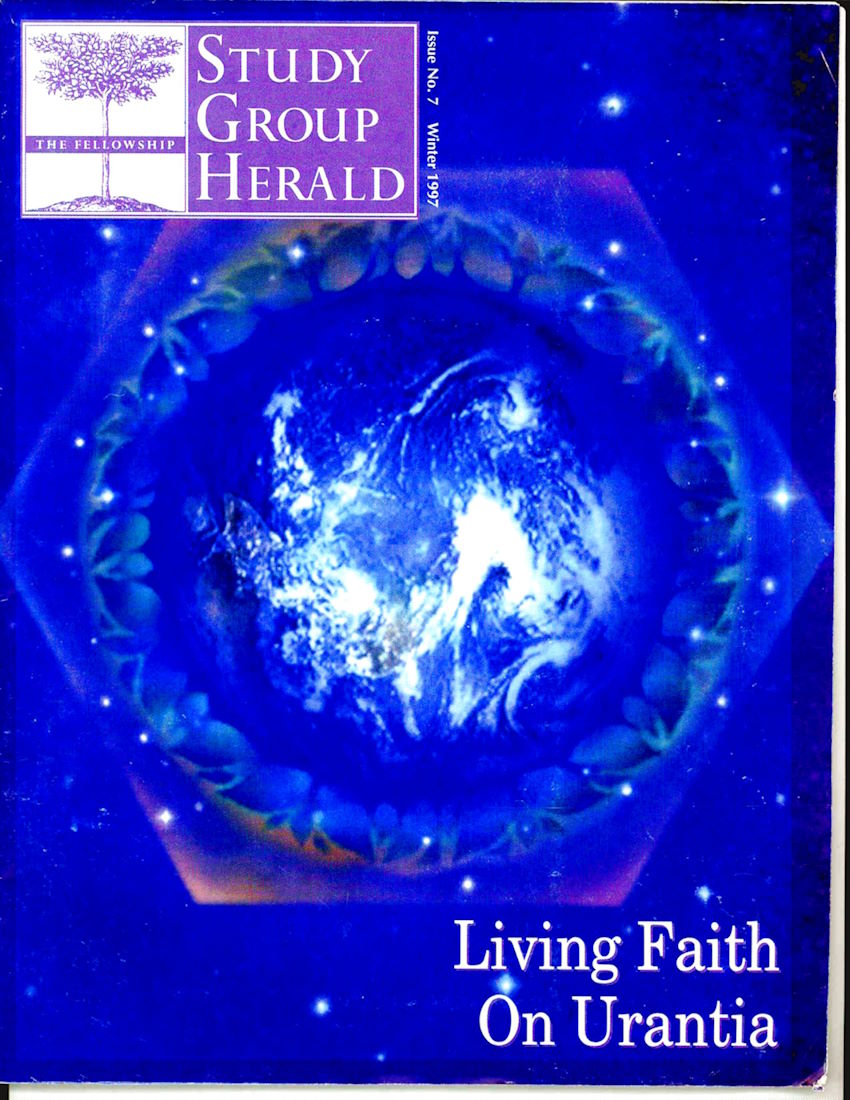 THE FELLOWSHIP
STUDY
GROUP
HERALD
Issue No. 7 Winter 1997
Living Faith
On Urantia